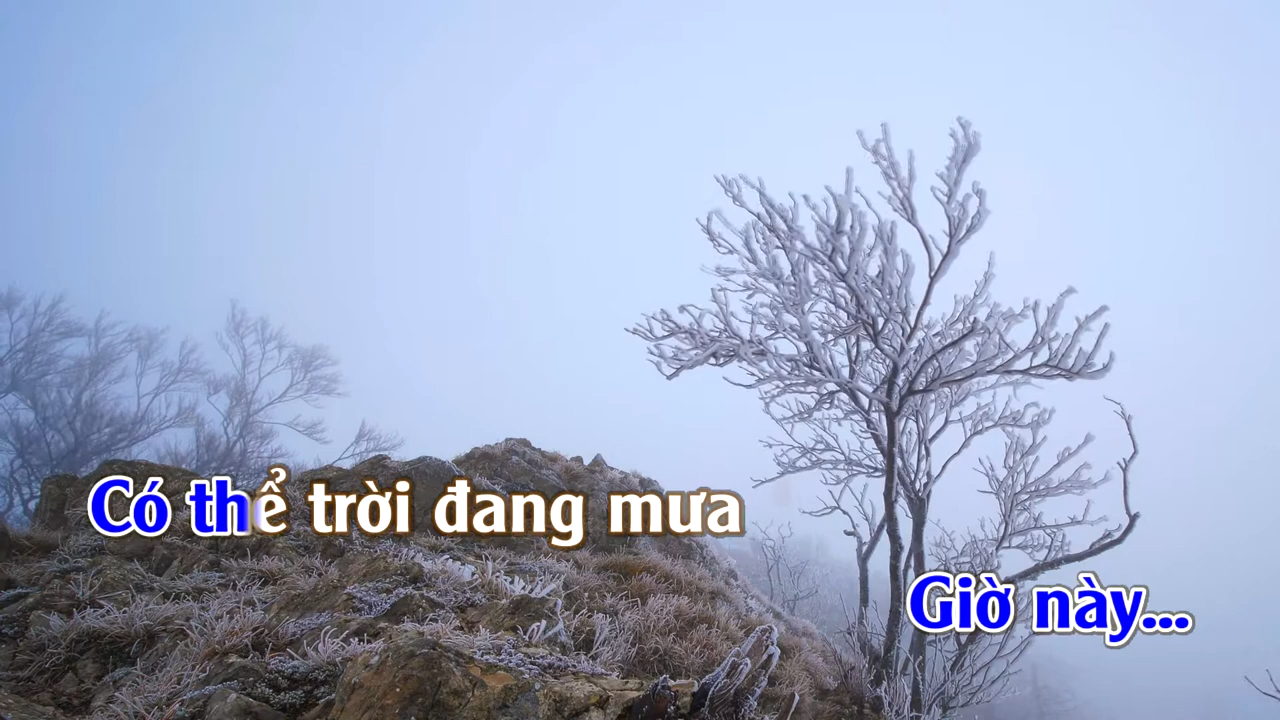 Có thể trời đang mưa
Giờ này...